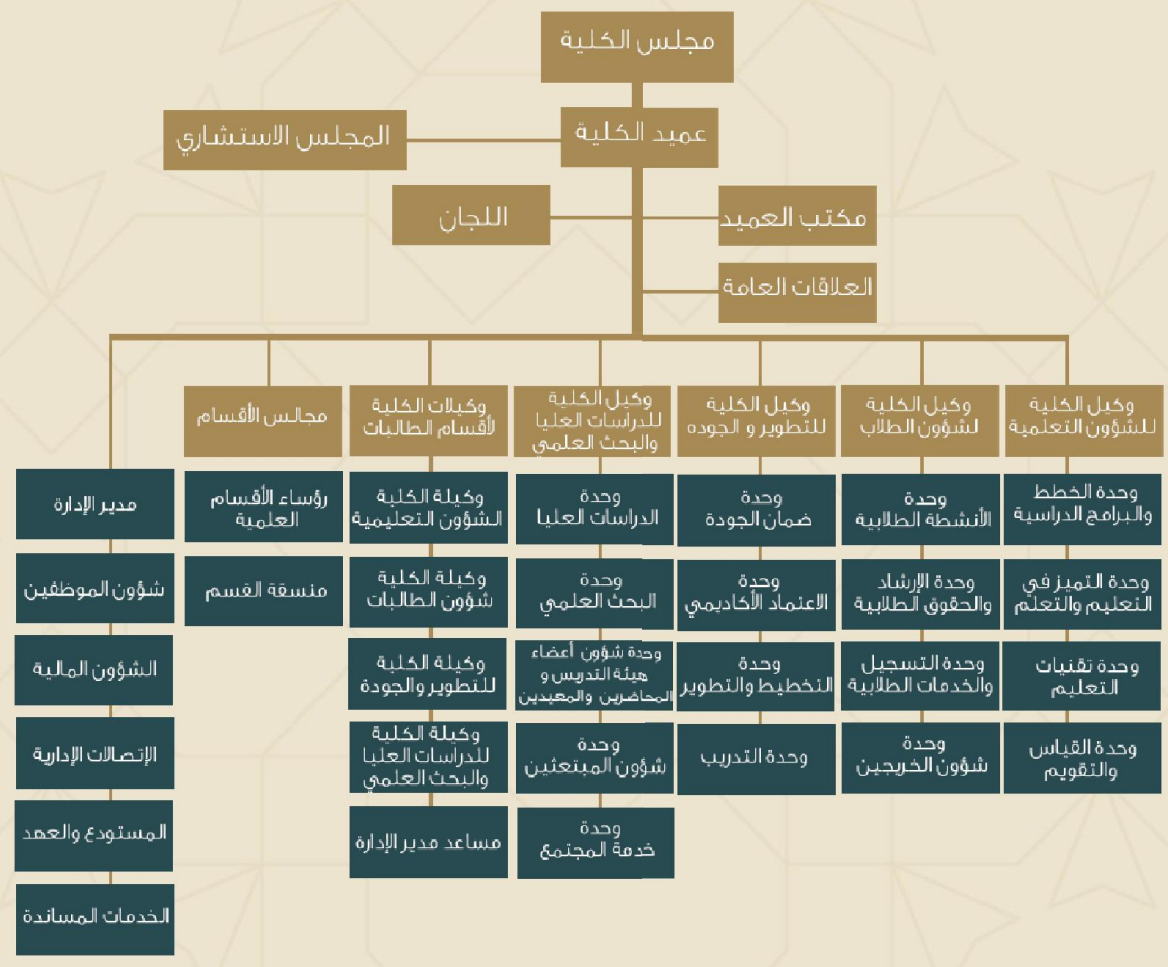 مجلس الكلية
عميد الكلية
المجلس الاستشاري
مكتب العميد
اللجان
العلاقات العامة
وكيل الكلية
للشؤون التعلمية
وحدة الخطط
والبرامج الدراسية
وحدة التميز في
التعليم والتعلم
وحدة تقنيات
التعليم
وحدة القياس
والتقويم
وكيل الكلية
لشؤون الطلاب
وحدة
الأنشطة الطلابية
وحدة الإرشاد
والحقوق الطلابية
وحدة التسجيل
والخدمات الطلابية
وحدة
شؤون الخريجين
وكيل الكلية
للتطوير و الجوده
وحدة
ضمان الجودة
وحدة
الاعتماد الأكاديمي
وحدة
التخطيط والتطوير
وحدة التدريب
وكيل الكلية
للدراسات العليا
والبحث العلمي
وحدة
الدراسات العليا
وحدة
البحث العلمي
وحدة شؤون أعضاء
هيئة التدريس و
المحاضرين والمعيدين
وحدة
شؤون المبتعثين
وحدة
خدمة المجتمع
وكيلات الكلية
لأقسام الطالبات
وكيلة الكلية
الشؤون التعليمية
وكيلة الكلية
شؤون الطالبات
وكيلة الكلية
للتطوير والجودة
وكيلة الكلية
للدراسات العليا
والبحث العلمي
مساعد مدير الإدارة
مجالس الأقسام
رؤساء الأقسام
العلمية
منسقة القسم
مدير الإدارة
شؤون الموظفين
الشؤون المالية
الإتصالات الإدارية
المستودع والعهد
الخدمات المساندة